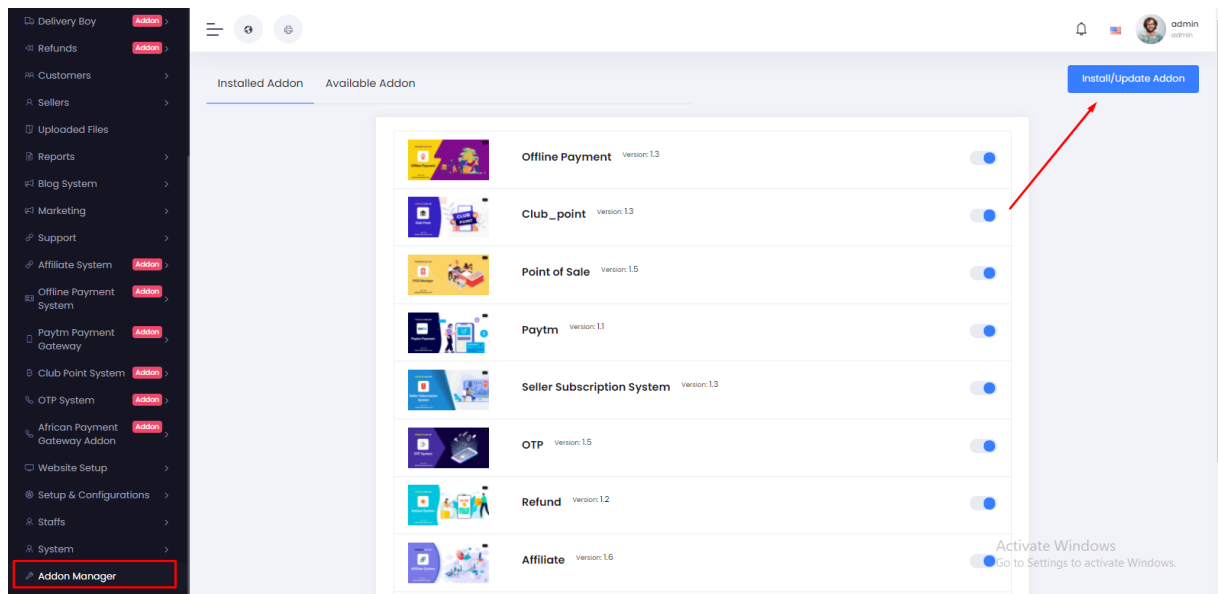 Delivery Boy Addon
Refunds Addon
Customers
Sellers
Uploaded Files
Reports
Blog System
Marketing
Support
Affiliate System Addon
Offline Payment Addon
System
Paytm Payment Addon
Gateway
Club Point System Addon
OTP System Addon
African Payment Addon
Gateway Addon
Website Setup
Setup & Configurations
Staffs
System
Addon Manager
admin
admin
Installed Addon Available Addon
Install/Update Addon
Offline Payment Version: 1.3
Club_point Version: 1.3
Point of Sale Version: 1.5
Paytm Version: 1.1
Seller Subscription System Version: 1.3
OTP Version: 1.5
Refund Version: 1.2
Affiliate Version: 1.6
Activate Windows
Go to Settings to activate Windows.